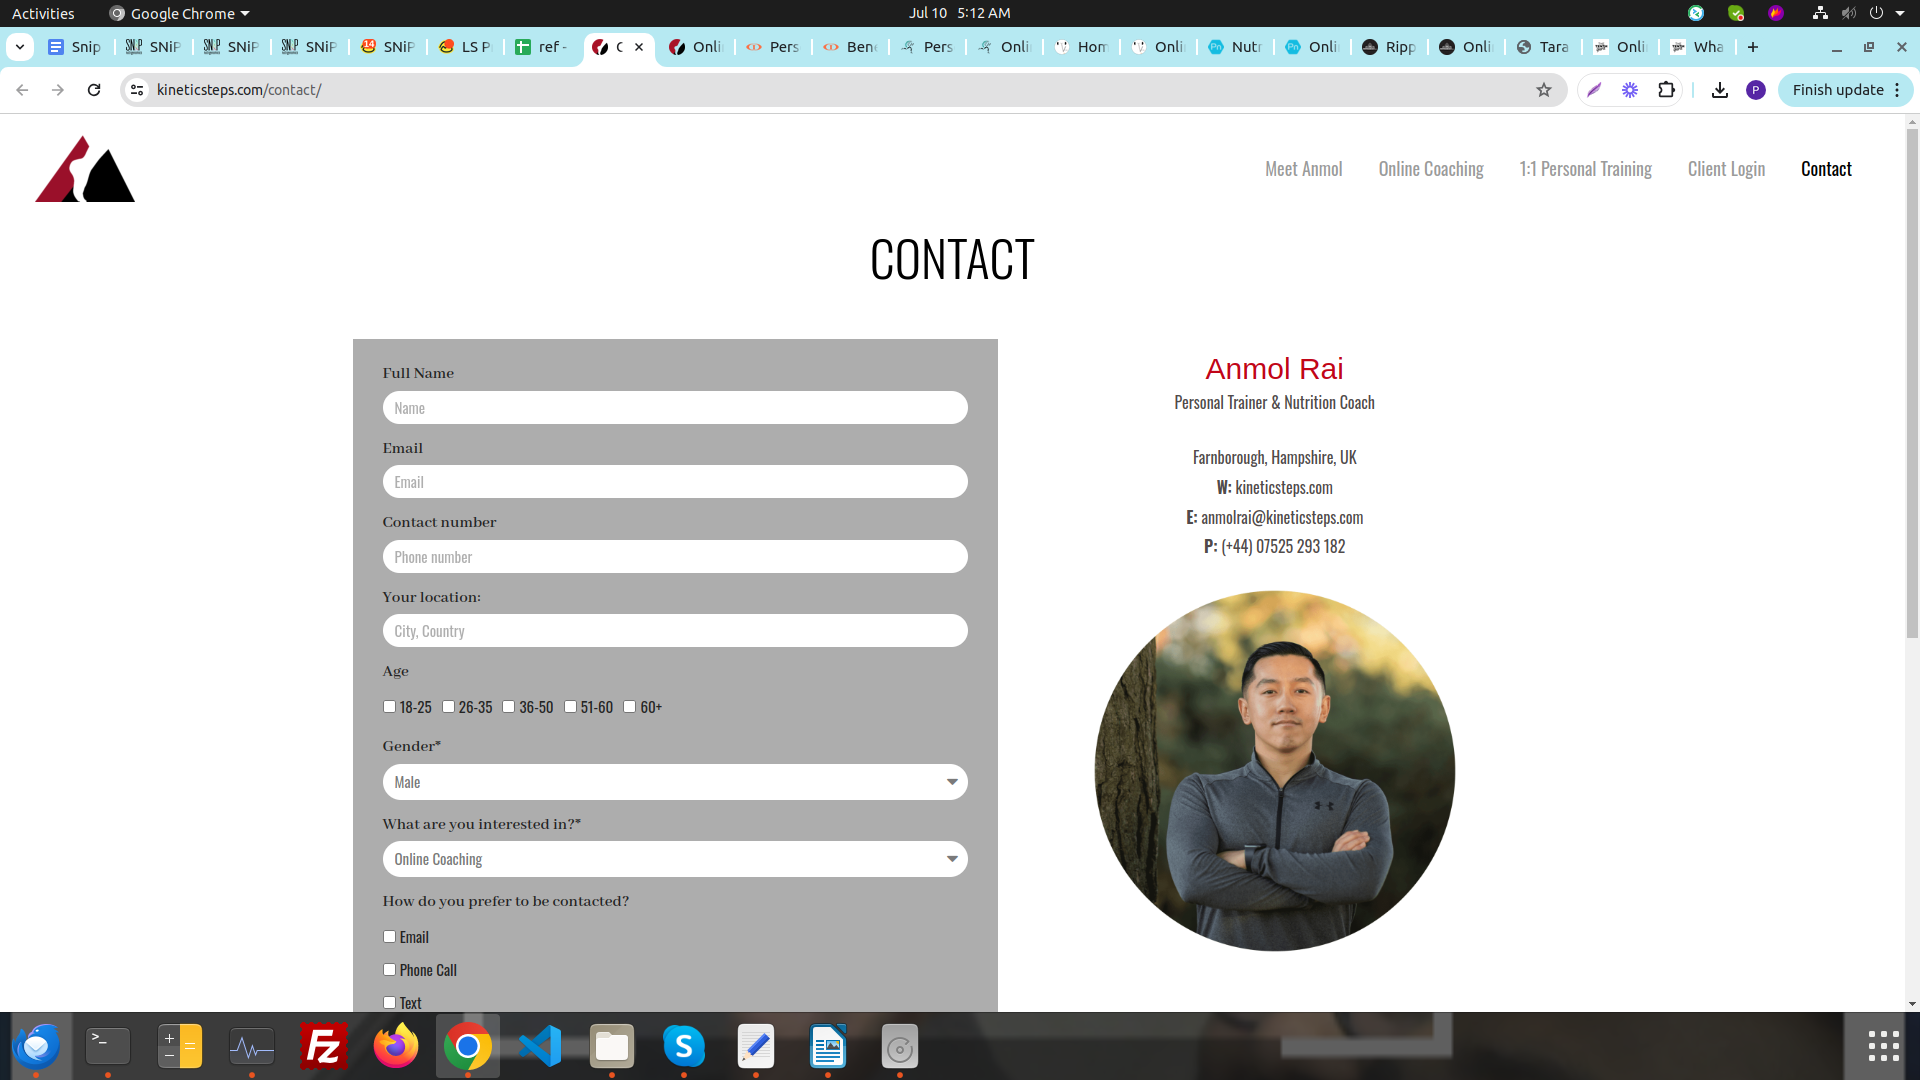 Activities
Google Chrome
Jul 10 5:12 AM
Snip
SNiP
SNiP
SNiP
14
SNiP
LS P
ref -
C
Onli
Pers
Bene
Pers
Onli
Hom
Onli
Nutr
Onli
Ripp
Onli
Tara
Onli
Wha
kineticsteps.com/contact/
P
Finish update
Meet Anmol
Online Coaching
1:1 Personal Training
Client Login
Contact
CONTACT
Full Name
Name
Email
Email
Contact number
Phone number
Your location:
City, Country
Age
18-25 26-35 36-50 51-60 60+
Gender*
Male
What are you interested in?*
Online Coaching
How do you prefer to be contacted?
Email
Phone Call
Text
Anmol Rai
Personal Trainer & Nutrition Coach
Farnborough, Hampshire, UK
W: kineticsteps.com
E: anmolrai@kineticsteps.com
P: (+44) 07525 293 182